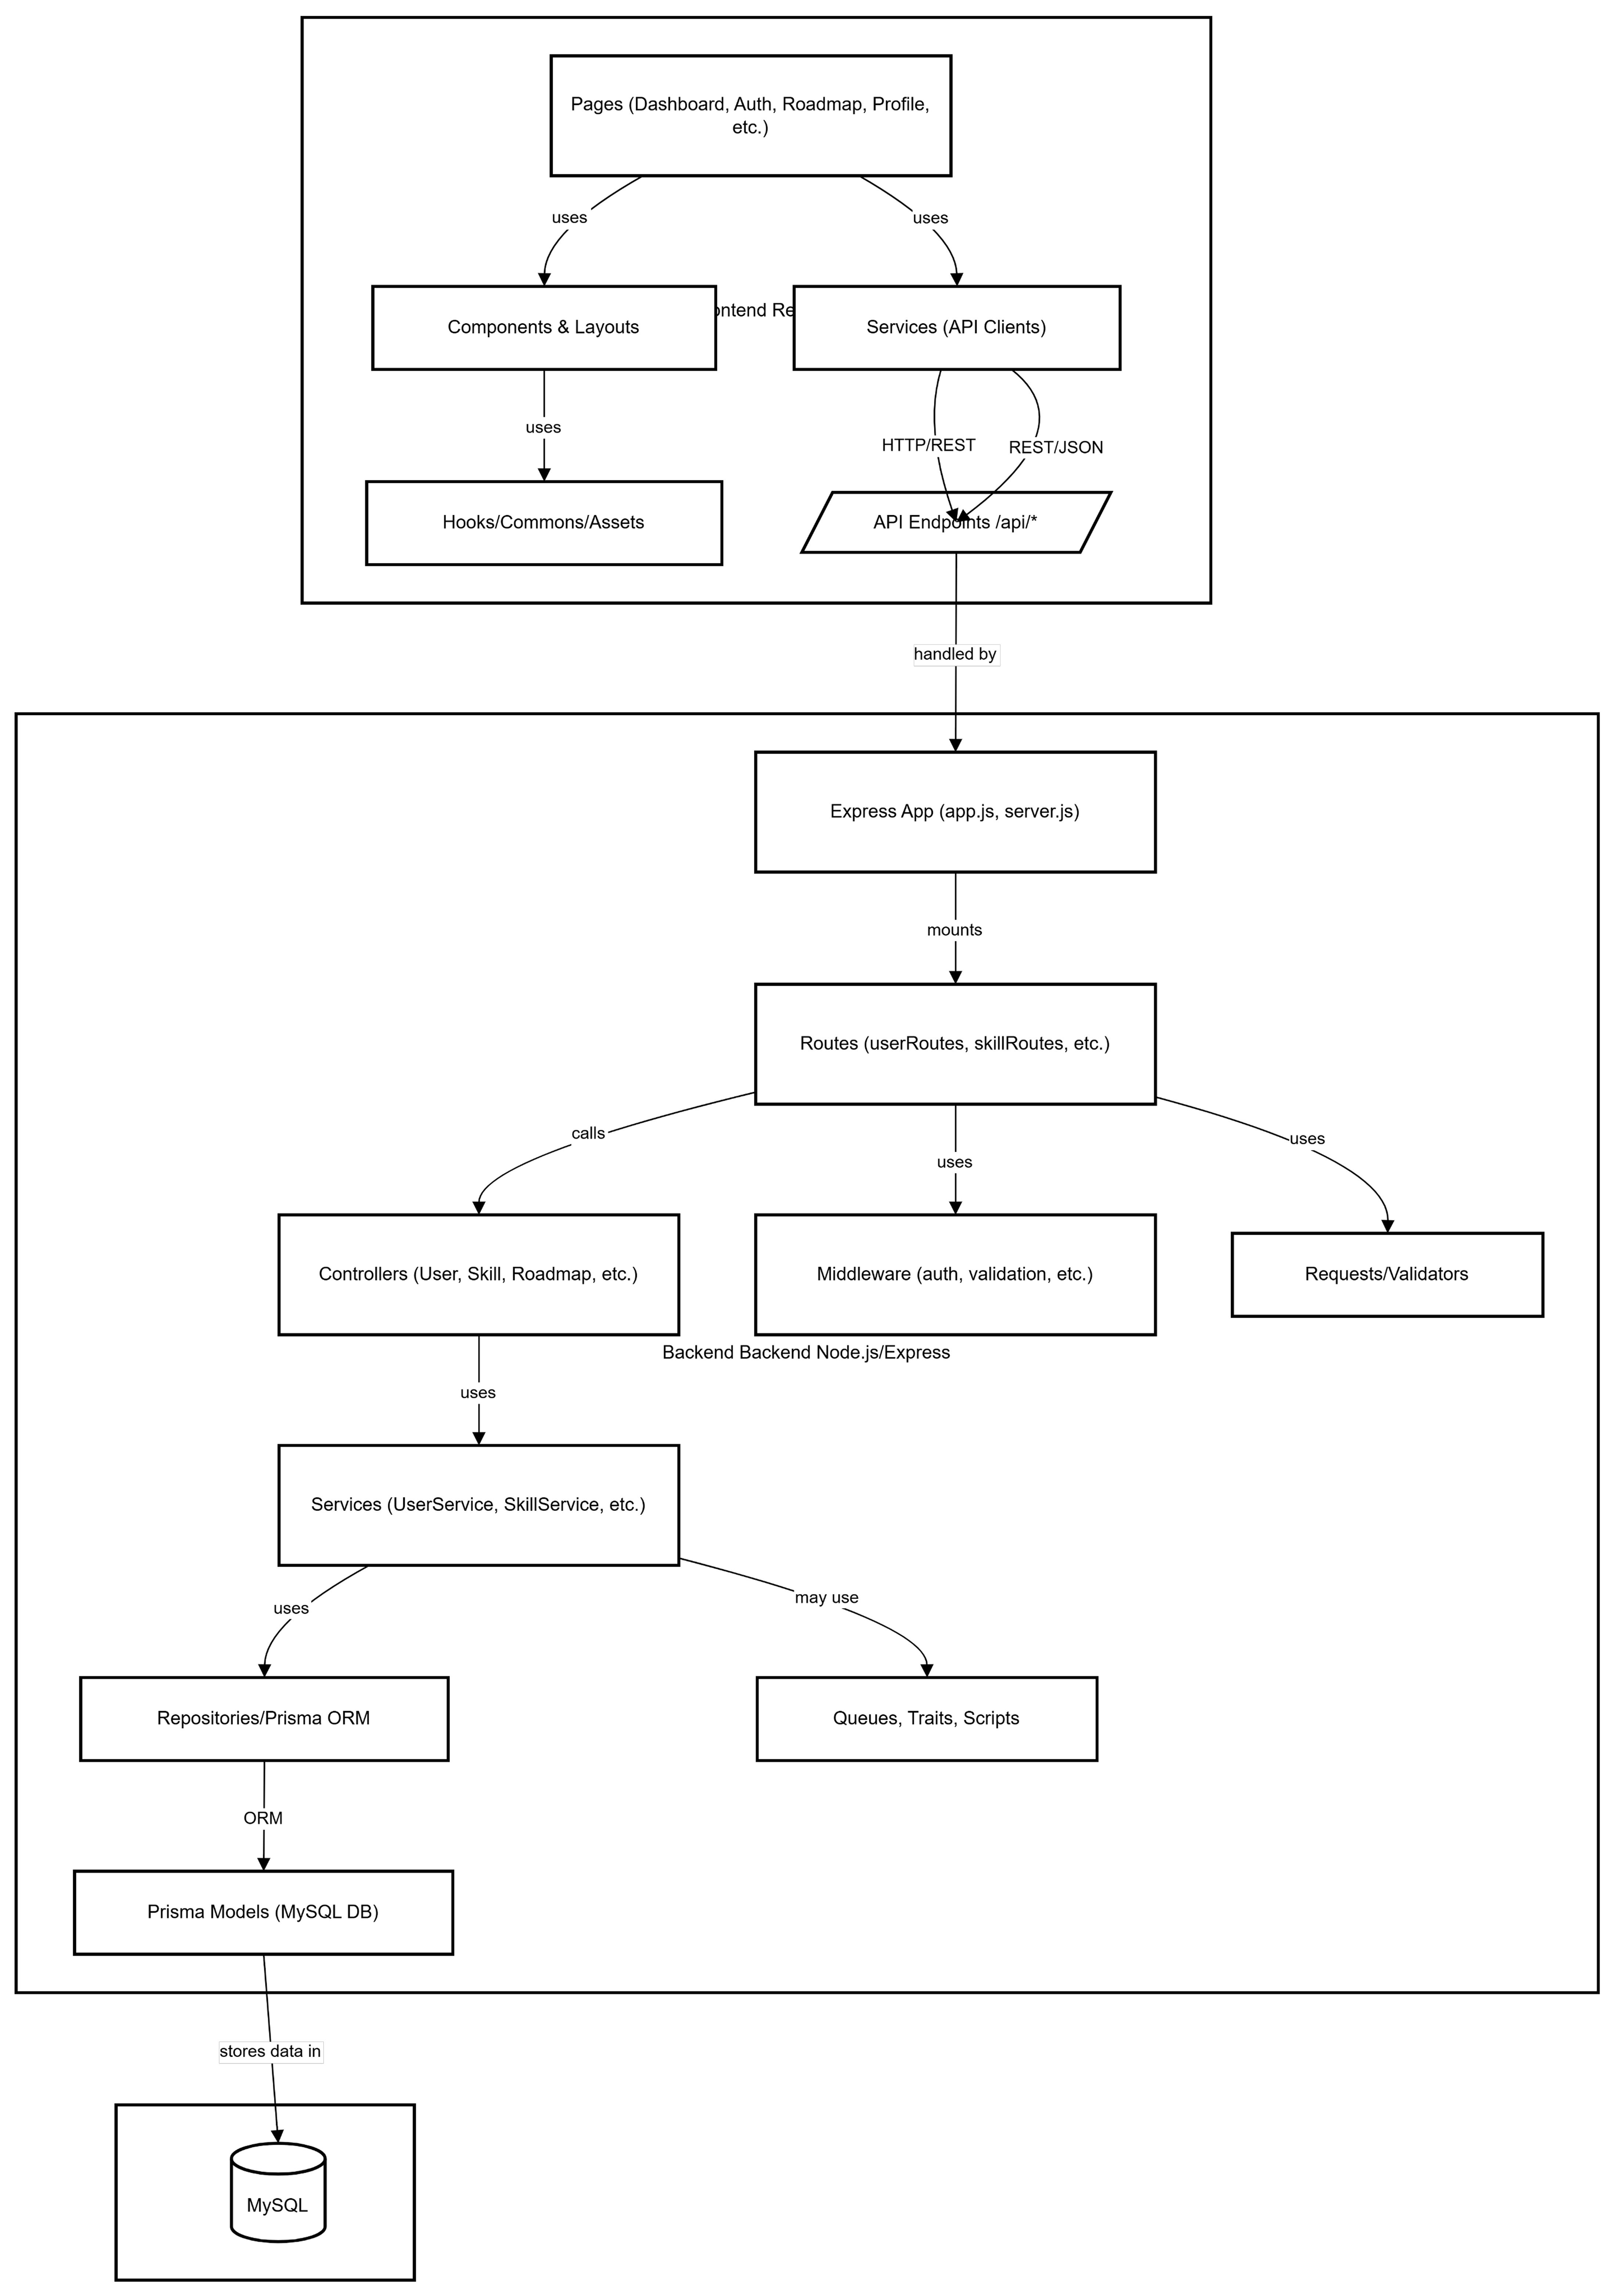 Pages (Dashboard, Auth, Roadmap, Profile,
etc.)
uses
uses
Components & Layouts
Services (API Clients)
uses
HTTP/REST
REST/JSON
Hooks/Commons/Assets
API Endpoints /api/*
handled by
Express App (app.js, server.js)
mounts
Routes (userRoutes, skillRoutes, etc.)
calls
uses
uses
Controllers (User, Skill, Roadmap, etc.)
Middleware (auth, validation, etc.)
Requests/Validators
Backend Backend Node.js/Express
uses
Services (UserService, SkillService, etc.)
uses
may use
Repositories/Prisma ORM
Queues, Traits, Scripts
ORM
Prisma Models (MySQL DB)
stores data in
MySQL